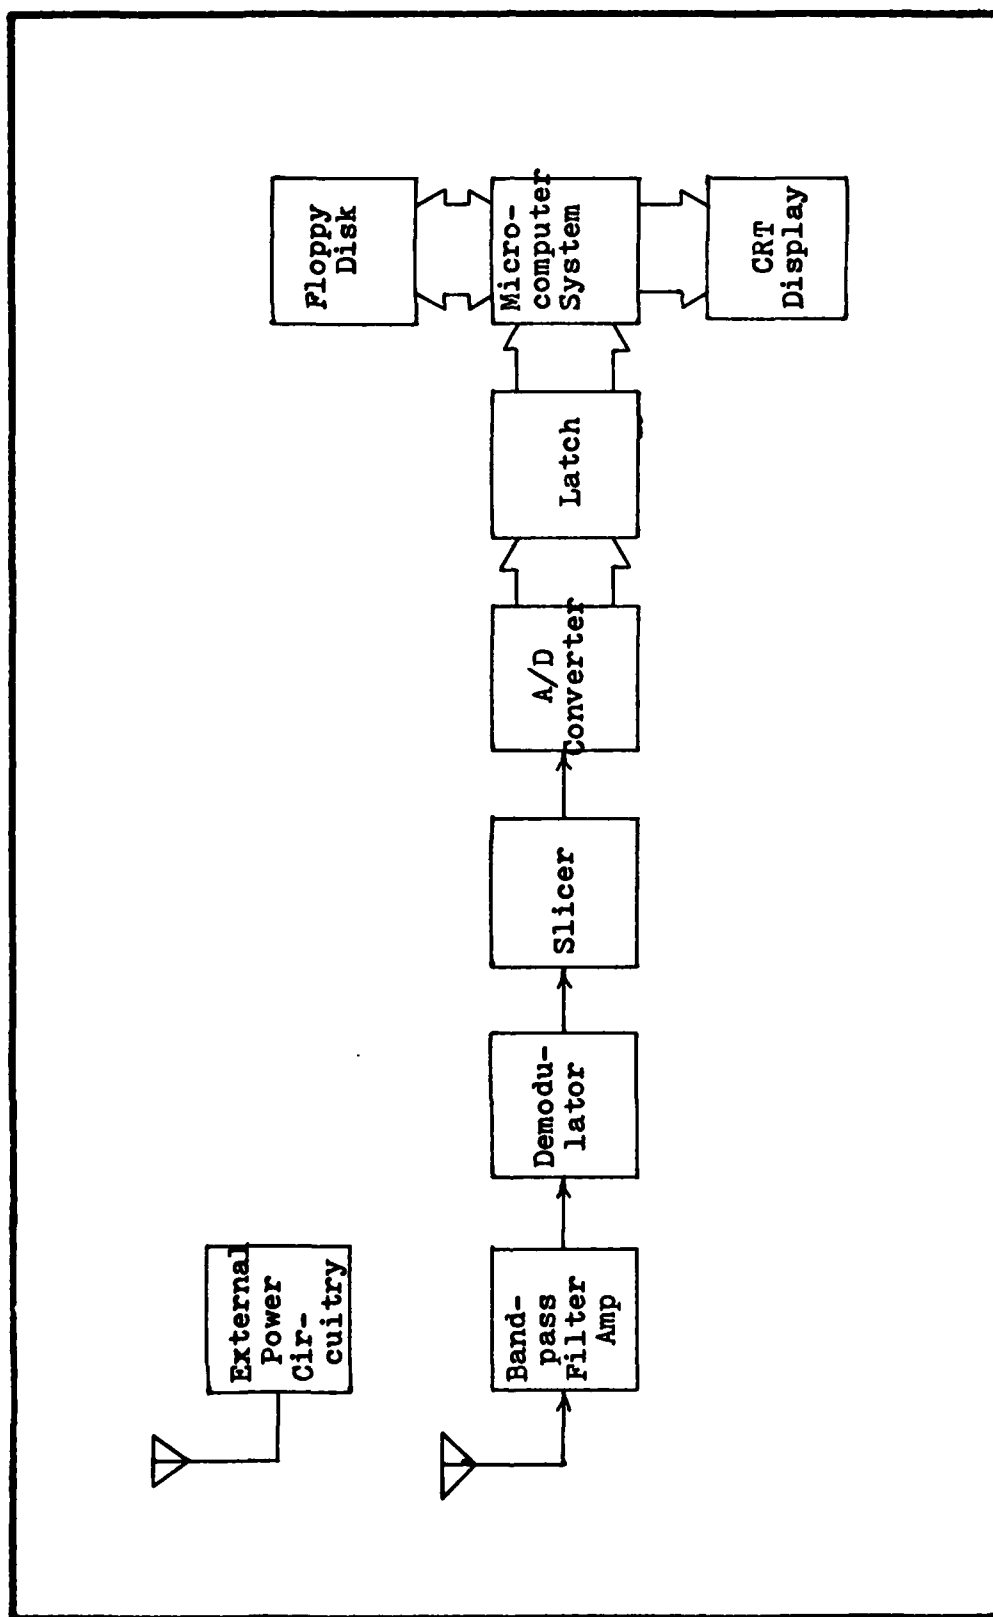 External
Power
Cir-
cuitry
Band-
pass
Filter
Amp
Demodu-
lator
Slicer
A/D
Converter
Latch
Micro-
computer
System
Floppy
Disk
CRT
Display